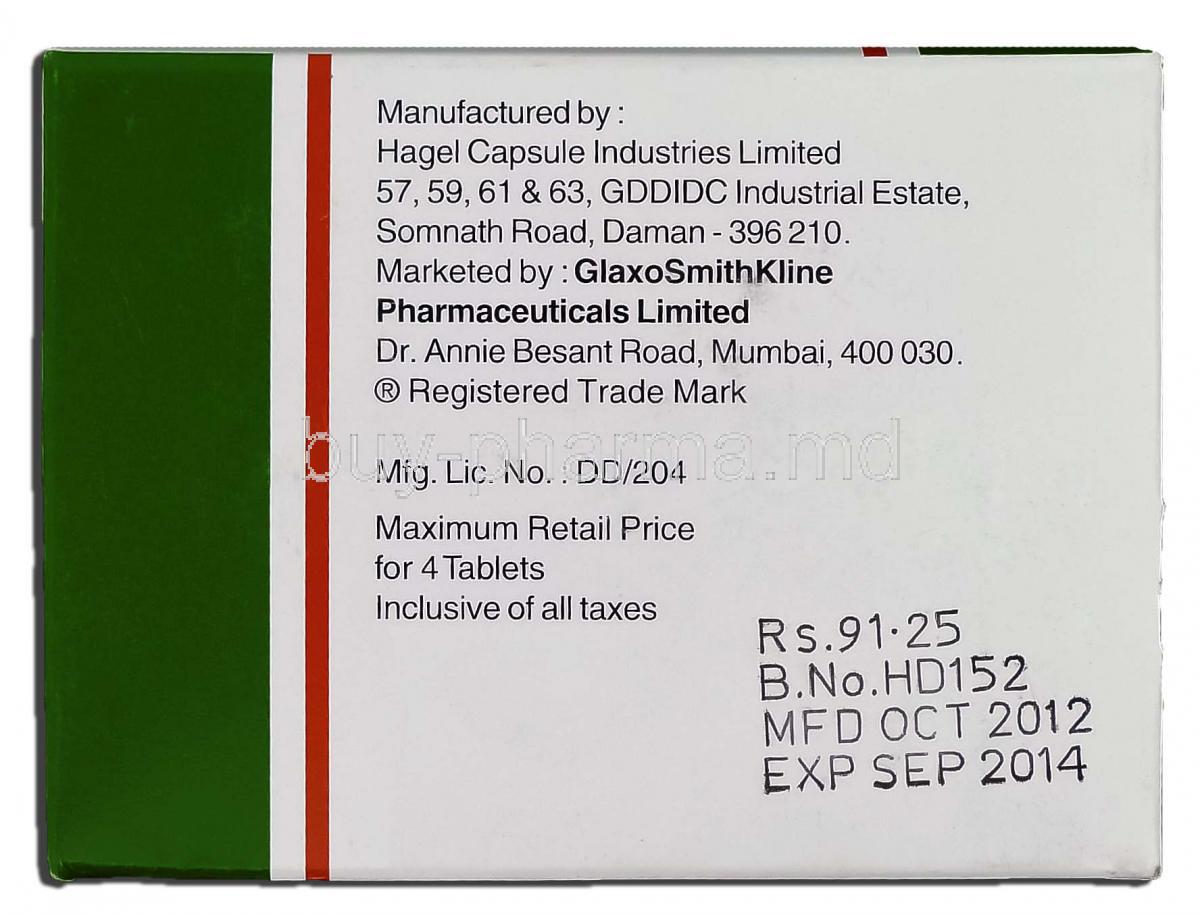 Manufactured by :
Hagel Capsule Industries Limited
57, 59, 61 & 63, GDDIDC Industrial Estate,
Somnath Road, Daman - 396 210.
Marketed by : GlaxoSmithKline
Pharmaceuticals Limited
Dr. Annie Besant Road, Mumbai, 400 030.
® Registered Trade Mark
buy-pharma.md
Mfg. Lic. No. : DD/204
Maximum Retail Price
for 4 Tablets
Inclusive of all taxes
Rs.91·25
B.No.HD152
MFD OCT 2012
EXP SEP 2014